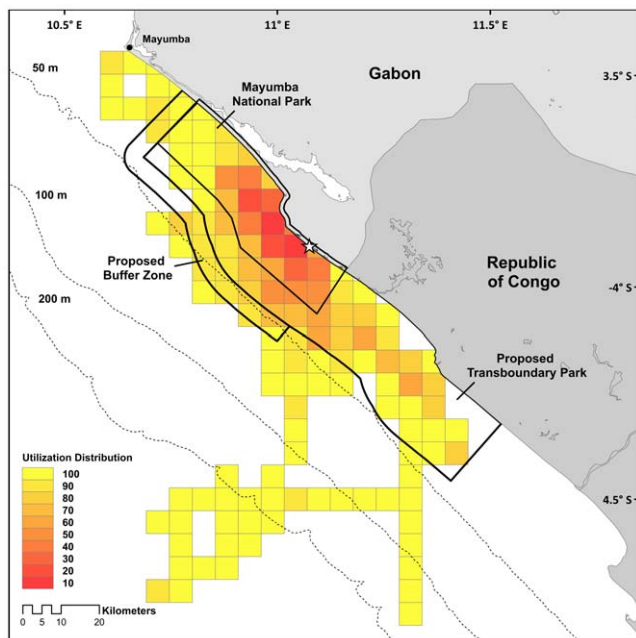 10.5° E
11° E
11.5° E
Mayumba
50 m
3.5° S
Gabon
Mayumba
National Park
100 m
Proposed
Buffer Zone
Republic
of Congo
-4° S
200 m
Proposed
Transboundary Park
Utilization Distribution
100
90
80
70
60
50
40
30
20
10
4.5° S
Kilometers
0 5 10 20